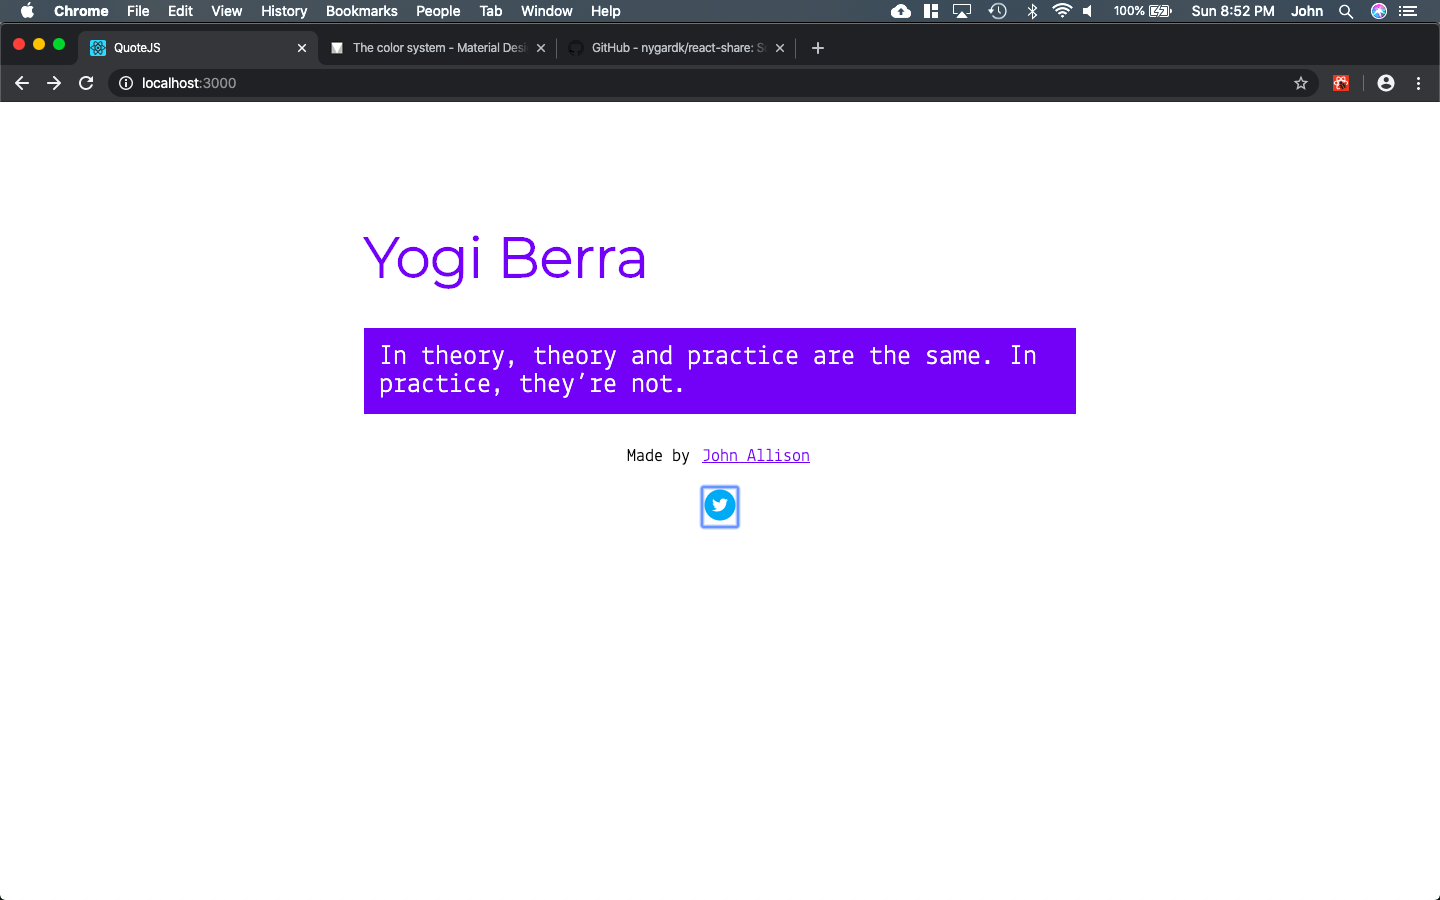 Chrome File Edit View History Bookmarks People Tab Window Help 100% Sun 8:52 PM John
QuoteJS The color system - Material Desi GitHub - nygardk/react-share: S
localhost:3000
Yogi Berra
In theory, theory and practice are the same. In
practice, they’re not.
Made by John Allison